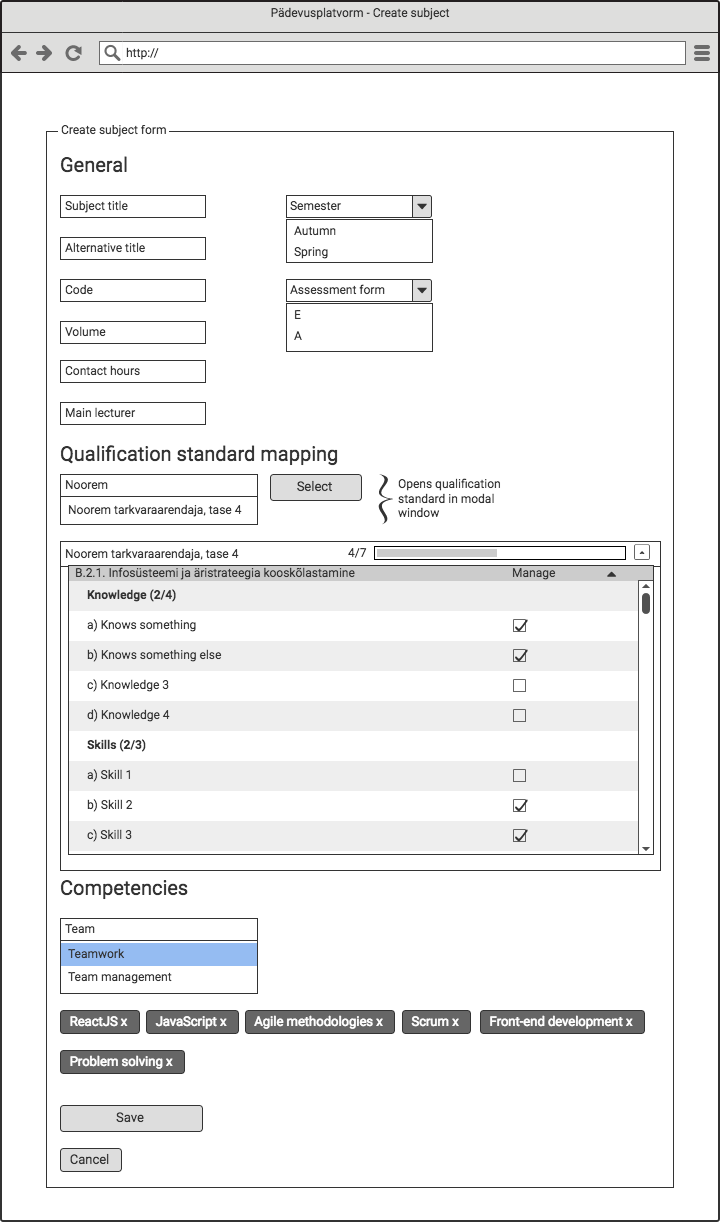 Pädevusplatvorm - Create subject
http://
Create subject form
General
Subject title
Semester
Autumn
Spring
Alternative title
Code
Assessment form
E
A
Volume
Contact hours
Main lecturer
Qualification standard mapping
Noorem
Noorem tarkvaraarendaja, tase 4
Select
Opens qualification
standard in modal
window
Noorem tarkvaraarendaja, tase 4 4/7
B.2.1. Infosüsteemi ja äristrateegia kooskõlastamine Manage
Knowledge (2/4)
a) Knows something
b) Knows something else
c) Knowledge 3
d) Knowledge 4
Skills (2/3)
a) Skill 1
b) Skill 2
c) Skill 3
Competencies
Team
Teamwork
Team management
ReactJS x JavaScript x Agile methodologies x Scrum x Front-end development x
Problem solving x
Save
Cancel